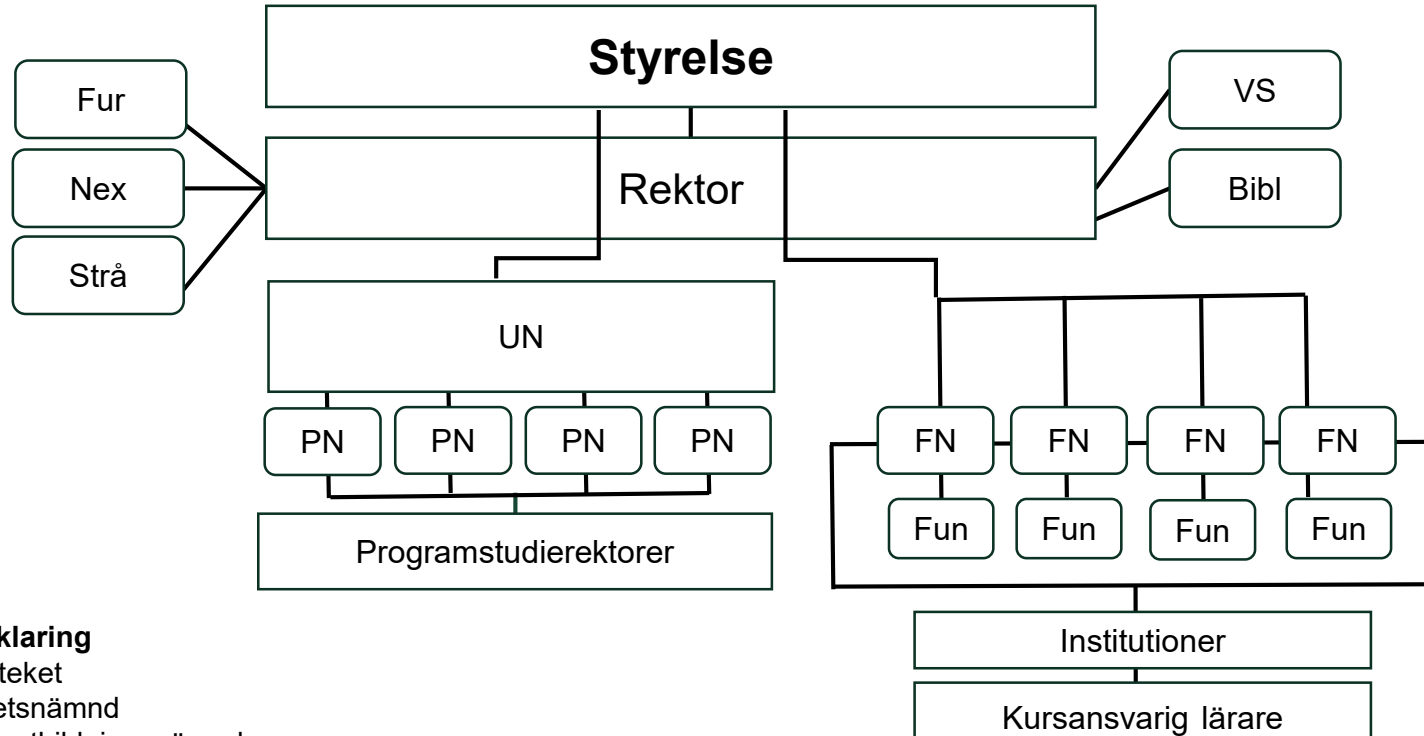 Styrelse
Fur
VS
Nex
Rektor
Bibl
Strå
UN
PN PN PN PN
FN FN FN FN
Fun Fun Fun Fun
Programstudierektorer
klaring
teket
etsnämnd
Institutioner
Kursansvarig lärare